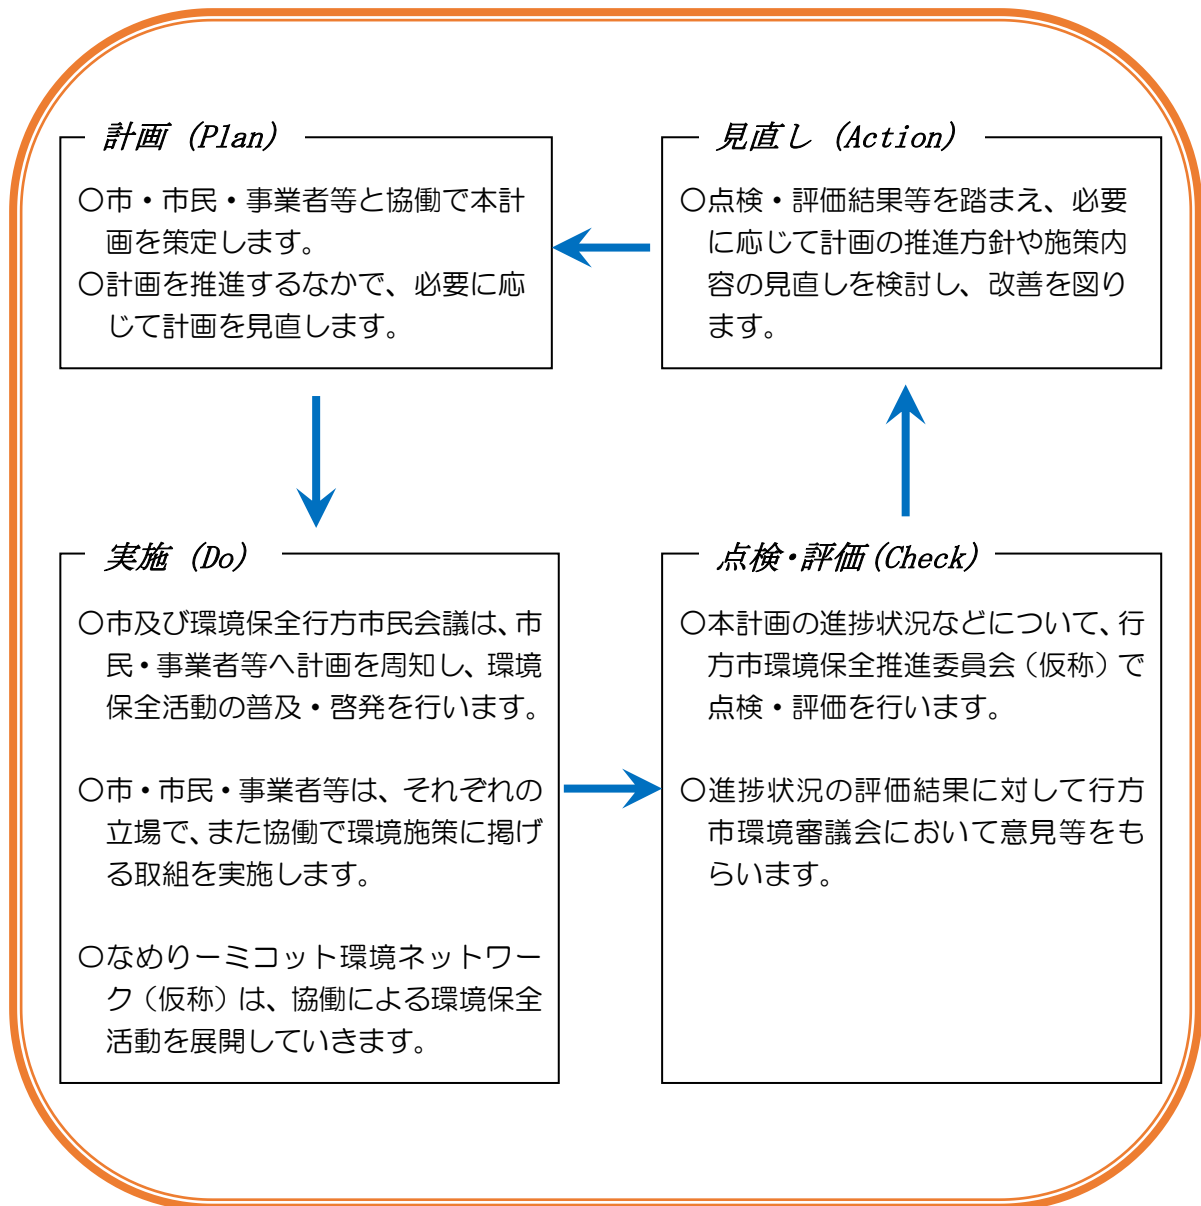 計画 (Plan)
〇市・市民・事業者等と協働で本計
画を策定します。
〇計画を推進するなかで、必要に応
じて計画を見直します。
見直し (Action)
〇点検・評価結果等を踏まえ、必要
に応じて計画の推進方針や施策内
容の見直しを検討し、改善を図り
ます。
実施 (Do)
〇市及び環境保全行方市民会議は、市
民・事業者等へ計画を周知し、環境
保全活動の普及・啓発を行います。
〇市・市民・事業者等は、それぞれの
立場で、また協働で環境施策に掲げ
る取組を実施します。
〇なめりーミコット環境ネットワー
ク（仮称）は、協働による環境保全
活動を展開していきます。
点検・評価(Check)
〇本計画の進捗状況などについて、行
方市環境保全推進委員会（仮称）で
点検・評価を行います。
〇進捗状況の評価結果に対して行方
市環境審議会において意見等をも
らいます。